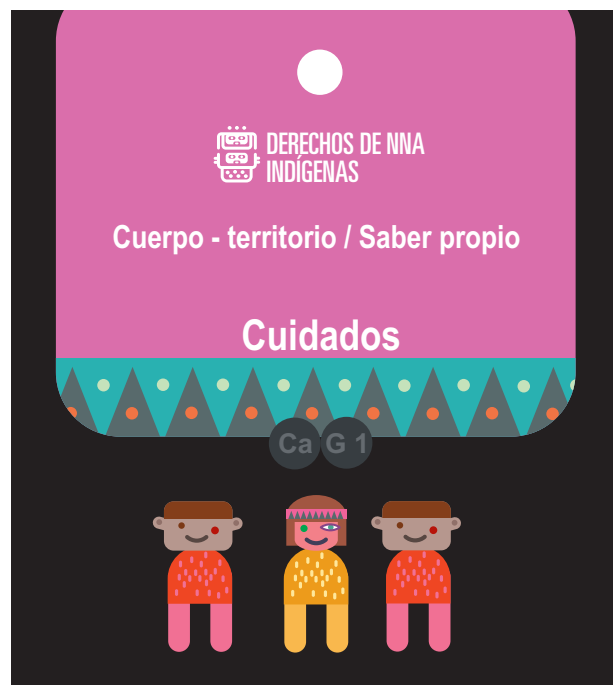 DERECHOS DE NNA
INDÍGENAS
Cuerpo - territorio / Saber propio
Cuidados
Ca G 1